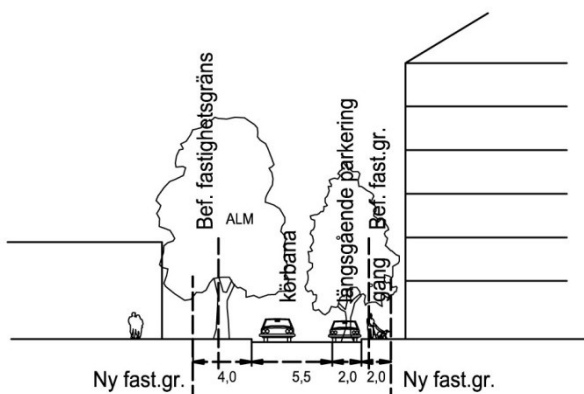 Bef. fastighetsgräns
ALM
körbana
längsgående parkering
Bef. fast.gr.
gång
Ny fast.gr.
4,0
5,5
2,0
2,0
Ny fast.gr.